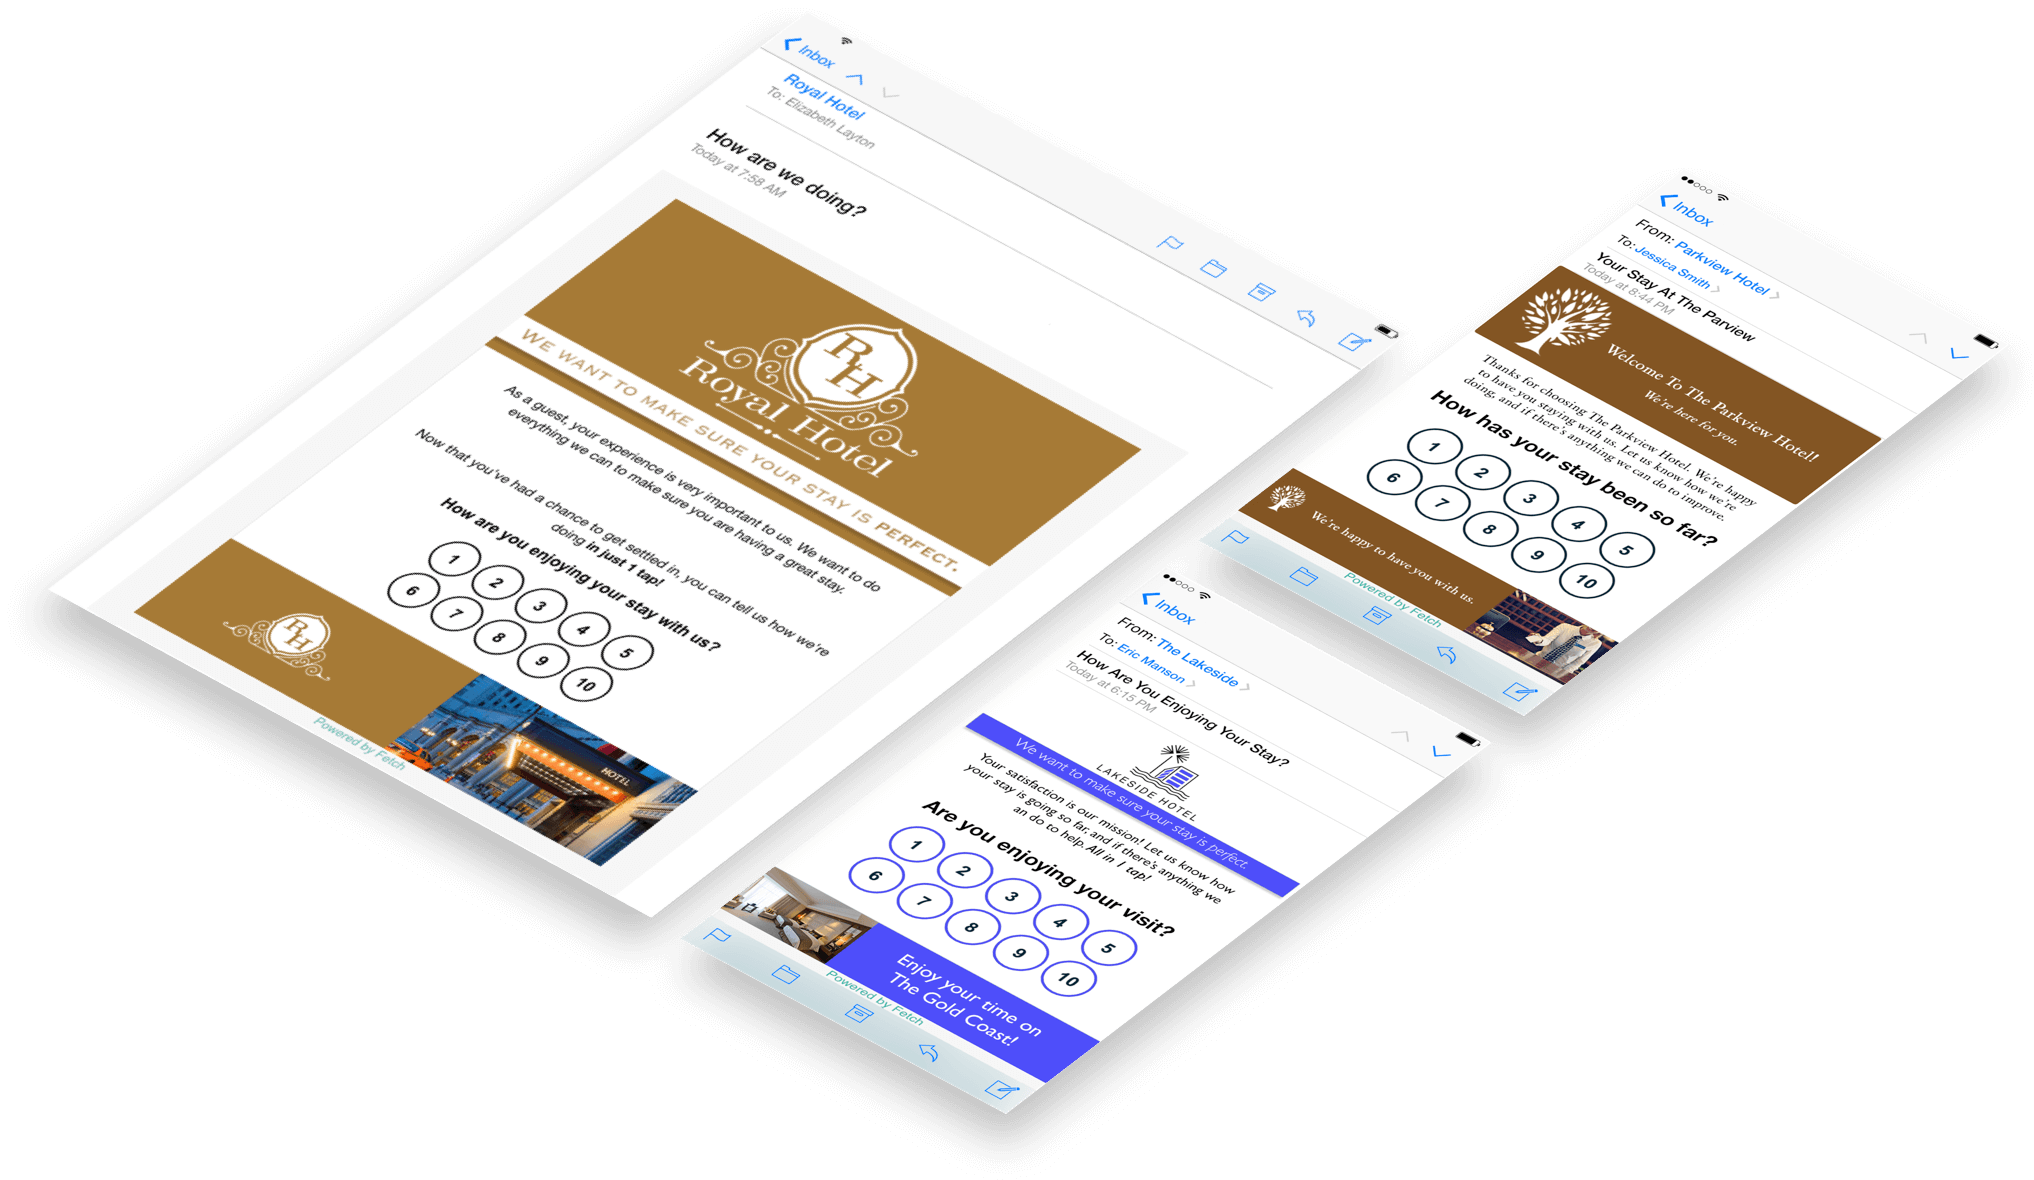 Inbox
Royal Hotel
To: Elizabeth Layton
How are we doing?
Today at 7:58 AM
RH
Royal Hotel
WE WANT TO MAKE SURE YOUR STAY IS PERFECT.
As a guest, your experience is very important to us. We want to do
everything we can to make sure you are having a great stay.
Now that you've had a chance to get settled in, you can tell us how we're
doing in just 1 tap!
How are you enjoying your stay with us?
1 2 3 4 5
6 7 8 9 10
RH
HOTEL
Powered by Fetch
Inbox
From: Parkview Hotel
To: Jessica Smith
Your Stay At The Parview
Today at 8:44 PM
Welcome To The Parkview Hotel!
We're here for you.
Thanks for choosing The Parkview Hotel. We're happy
to have you staying with us. Let us know how we're
doing, and if there's anything we can do to improve.
How has your stay been so far?
1 2 3 4 5
6 7 8 9 10
We're happy to have you with us.
Powered by Fetch
Inbox
From: The Lakeside
To: Eric Manson
How Are You Enjoying Your Stay?
Today at 6:15 PM
LAKESIDE HOTEL
We want to make sure your stay is perfect.
Your satisfaction is our mission! Let us know how
your stay is going so far, and if there's anything we
an do to help. All in 1 tap!
Are you enjoying your visit?
1 2 3 4 5
6 7 8 9 10
Enjoy your time on
The Gold Coast!
Powered by Fetch